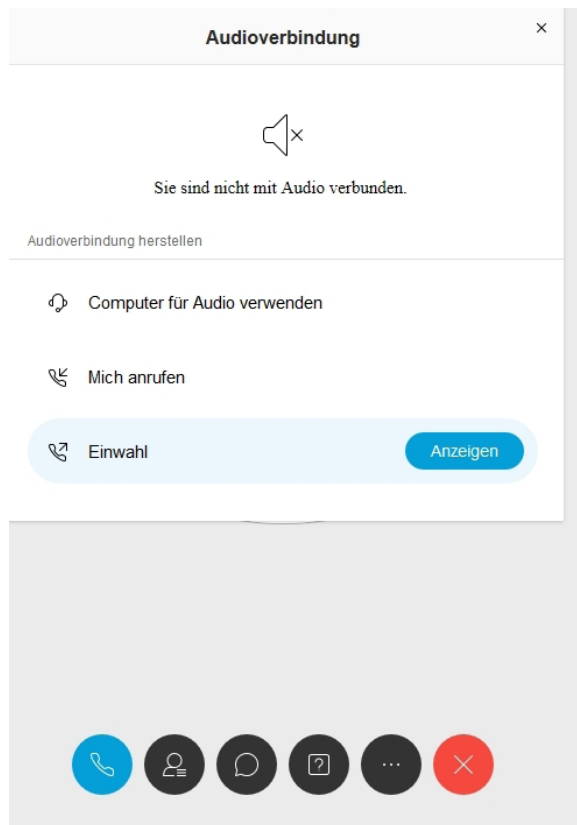 Audioverbindung
Sie sind nicht mit Audio verbunden.
Audioverbindung herstellen
Computer für Audio verwenden
Mich anrufen
Einwahl
Anzeigen